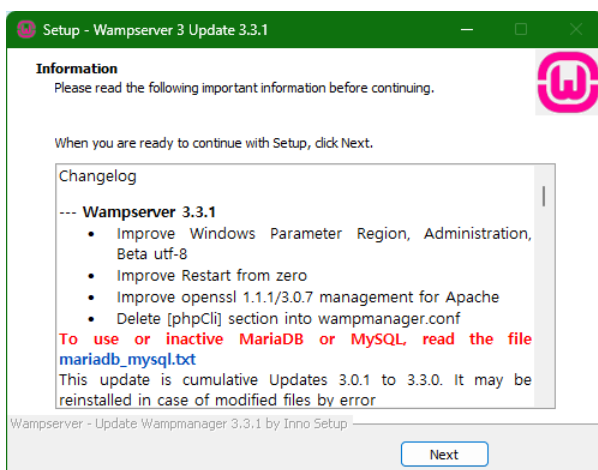 Setup - Wampserver 3 Update 3.3.1
Information
Please read the following important information before continuing.
When you are ready to continue with Setup, click Next.
Changelog
--- Wampserver 3.3.1
• Improve Windows Parameter Region, Administration,
Beta utf-8
• Improve Restart from zero
• Improve openssl 1.1.1/3.0.7 management for Apache
• Delete [phpCli] section into wampmanager.conf
To use or inactive MariaDB or MySQL, read the file
mariadb_mysql.txt
This update is cumulative Updates 3.0.1 to 3.3.0. It may be
reinstalled in case of modified files by error
Wampserver - Update Wampmanager 3.3.1 by Inno Setup
Next